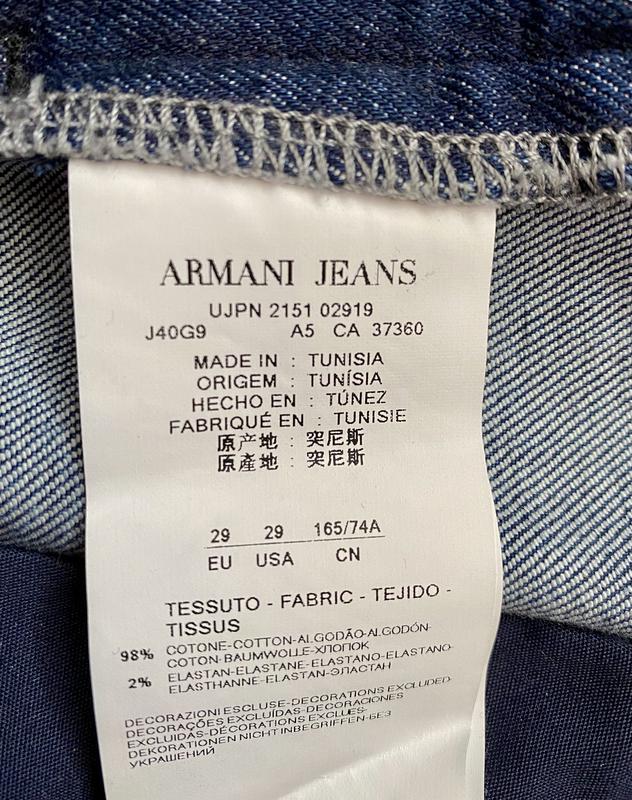 ARMANI JEANS
UJPN 2151 02919
J40G9 A5 CA 37360
MADE IN : TUNISIA
ORIGEM : TUNÍSIA
HECHO EN : TÚNEZ
FABRIQUÉ EN : TUNISIE
原产地 : 突尼斯
原產地 : 突尼斯
29 29 165/74A
EU USA CN
TESSUTO - FABRIC - TEJIDO -
TISSUS
98% COTONE-COTTON-ALGODÃO-ALGODÓN-
COTON-BAUMWOLLE-ХЛОПОК
2% ELASTAN-ELASTANE-ELASTANO-ELASTANO-
ELASTHANNE-ELASTAN-ЭЛАСТАН
DECORAZIONI ESCLUSE-DECORATIONS EXCLUDED-
DECORAÇÕES EXCLUÍDAS-DECORACIONES
EXCLUIDAS-DÉCORATIONS EXCLUES-
DEKORATIONEN NICHT INBEGRIFFEN-БЕЗ
УКРАШЕНИЙ